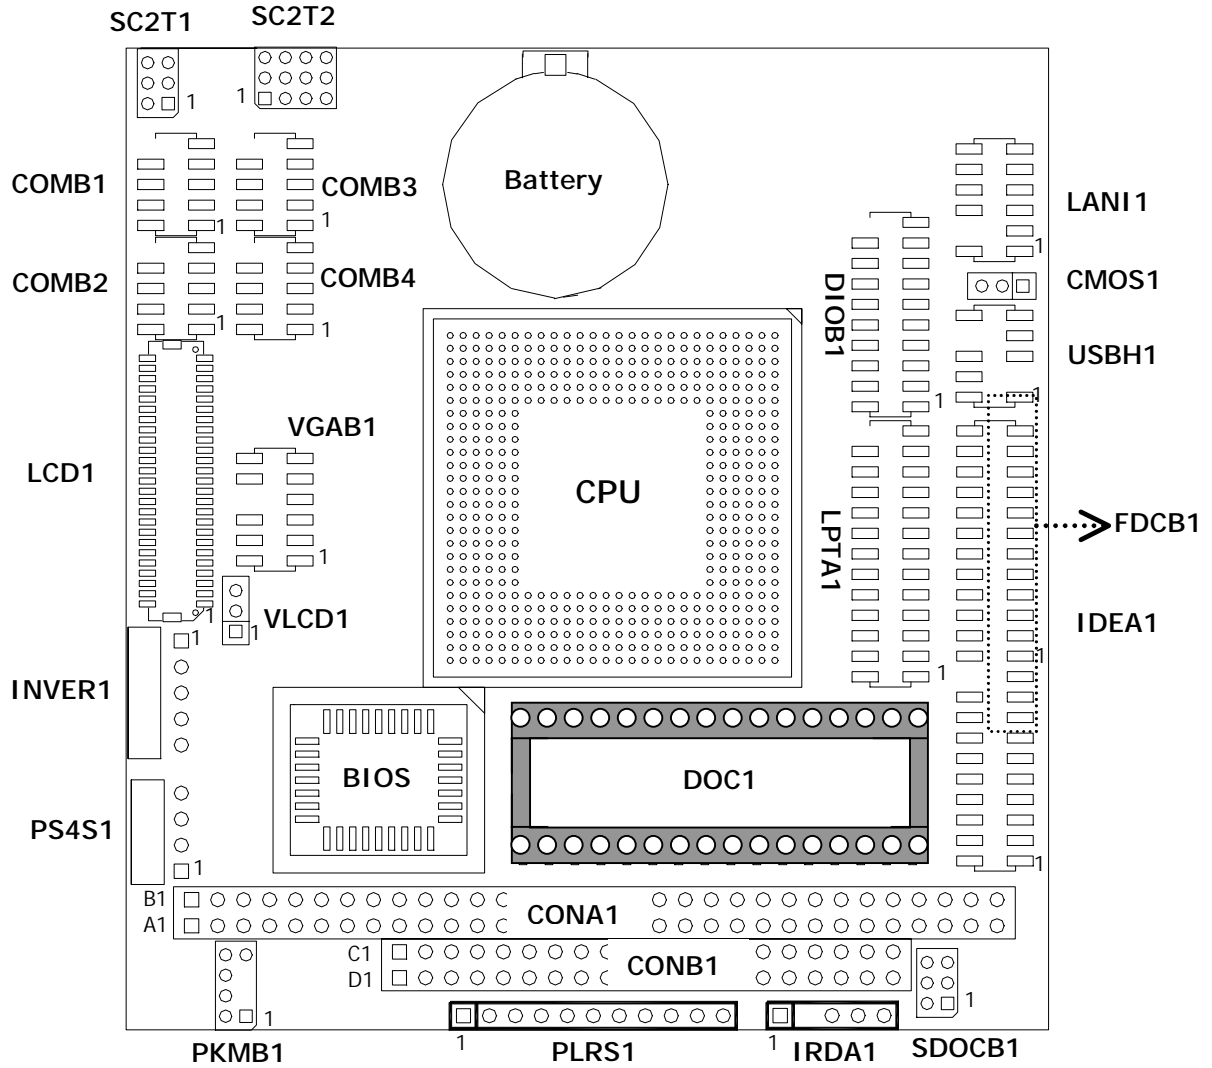 SC2T1
SC2T2
1
1
Battery
COMB1
COMB3
LANI1
1
1
1
COMB2
COMB4
DIOB1
CMOS1
1
1
USBH1
1
1
VGAB1
LCD1
CPU
LPTA1
FDCB1
1
1
VLCD1
1
IDEA1
1
1
1
INVER1
BIOS
DOC1
PS4S1
1
1
B1
A1
CONA1
C1
D1
CONB1
1
1
1
1
PKMB1
PLRS1
IRDA1
SDOCB1